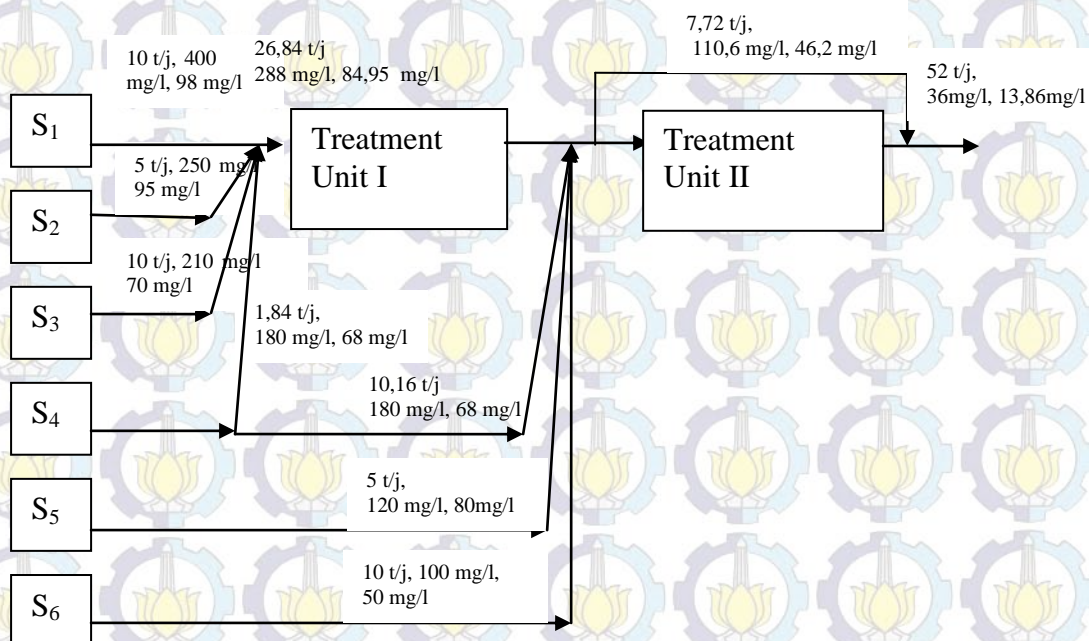 7,72 t/j,
110,6 mg/l, 46,2 mg/l
10 t/j, 400
mg/l, 98 mg/l
26,84 t/j
288 mg/l, 84,95 mg/l
52 t/j,
36mg/l, 13,86mg/l
S1
Treatment
Unit I
Treatment
Unit II
5 t/j, 250 mg/l
95 mg/l
S2
10 t/j, 210 mg/l
70 mg/l
S3
1,84 t/j,
180 mg/l, 68 mg/l
10,16 t/j
180 mg/l, 68 mg/l
S4
5 t/j,
120 mg/l, 80mg/l
S5
10 t/j, 100 mg/l,
50 mg/l
S6